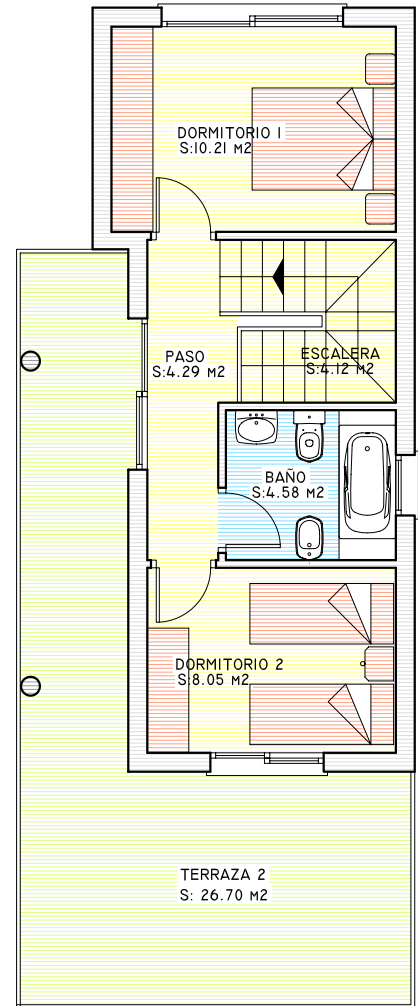 DORMITORIO 1
S:10.21 M2
PASO
S:4.29 M2
ESCALERA
S:4.12 M2
BAÑO
S:4.58 M2
DORMITORIO 2
S:8.05 M2
TERRAZA 2
S: 26.70 M2